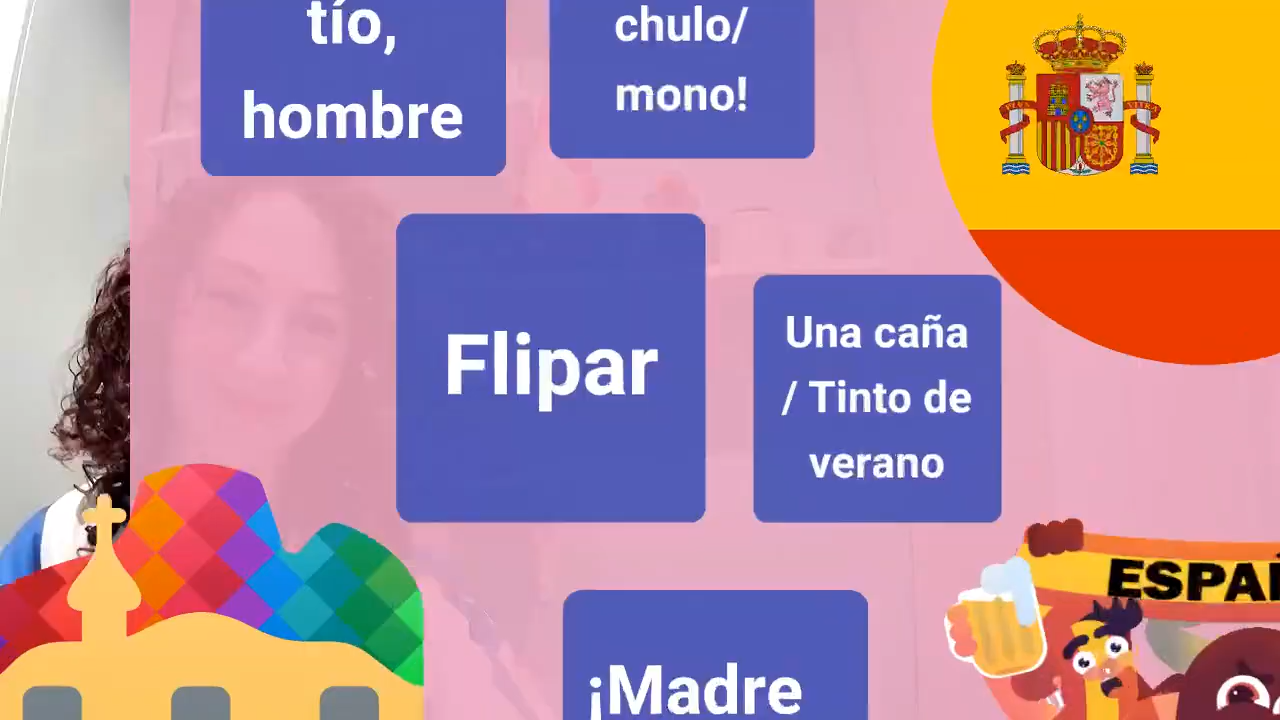 tío,
hombre
chulo/
mono!
Flipar
Una caña
/ Tinto de
verano
¡Madre